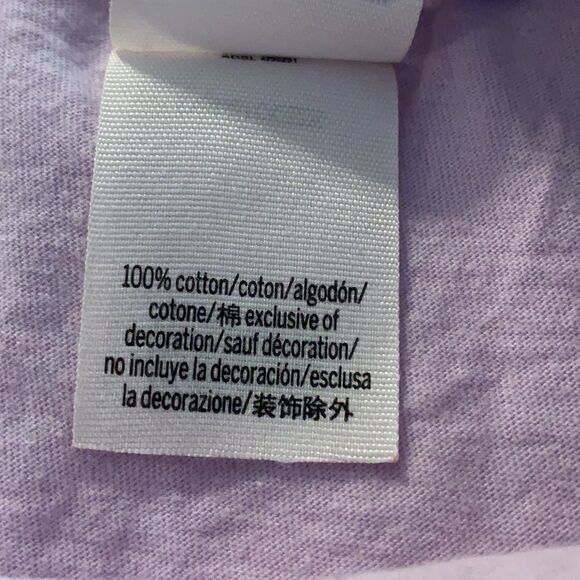 100% cotton/coton/algodón/
cotone/棉 exclusive of
decoration/sauf décoration/
no incluye la decoración/esclusa
la decorazione/装饰除外